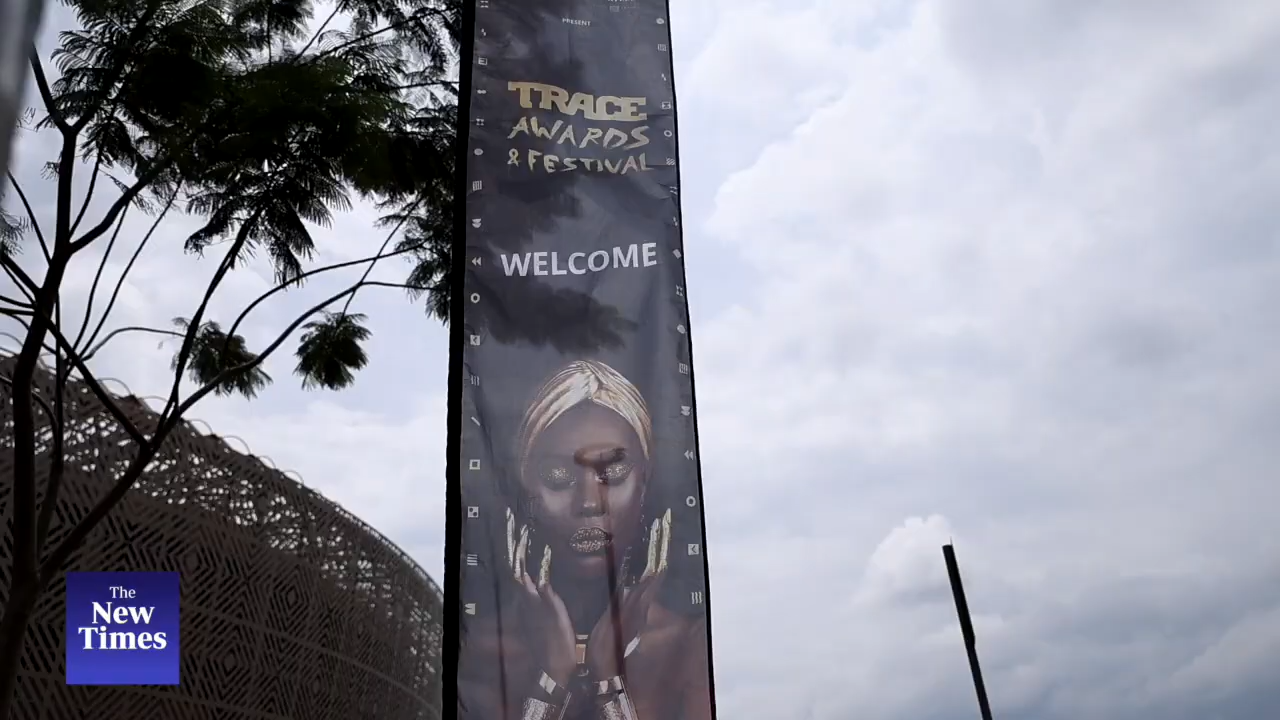 PRESENT
TRACE
AWARDS
& FESTIVAL
WELCOME
The
New
Times